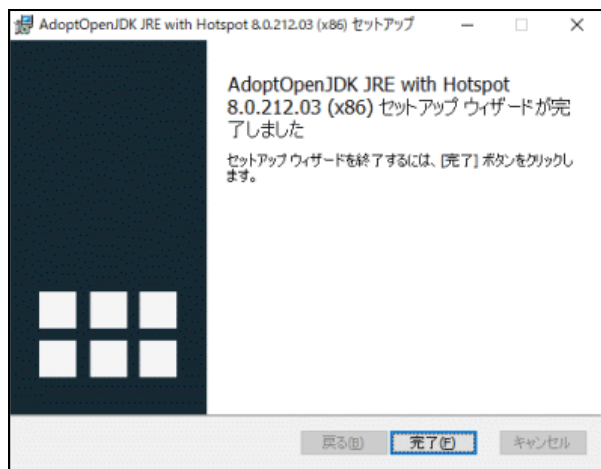 AdoptOpenJDK JRE with Hotspot 8.0.212.03 (x86) セットアップ
AdoptOpenJDK JRE with Hotspot
8.0.212.03 (x86) セットアップ ウィザードが完
了しました
セットアップ ウィザードを終了するには、[完了] ボタンをクリックし
ます。
戻る(B) 完了(F) キャンセル